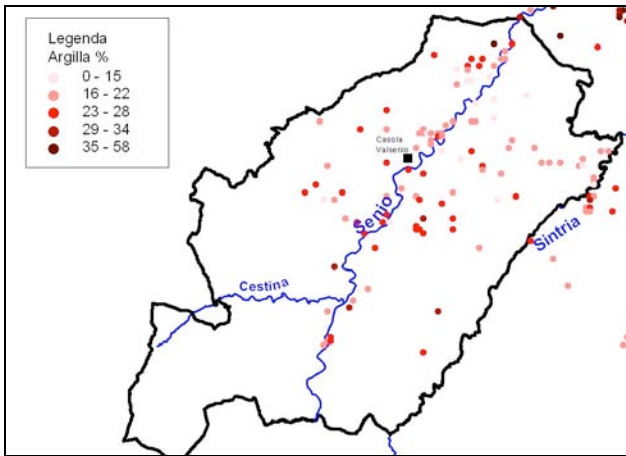 Legenda
Argilla %
0 - 15
16 - 22
23 - 28
29 - 34
35 - 58
Casola
Valsenio
Senio
Sintria
Cestina